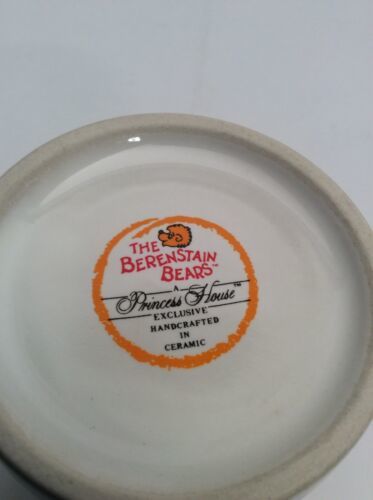 THE
BERENSTAIN
BEARS™
A
Princess House™
EXCLUSIVE
HANDCRAFTED
IN
CERAMIC